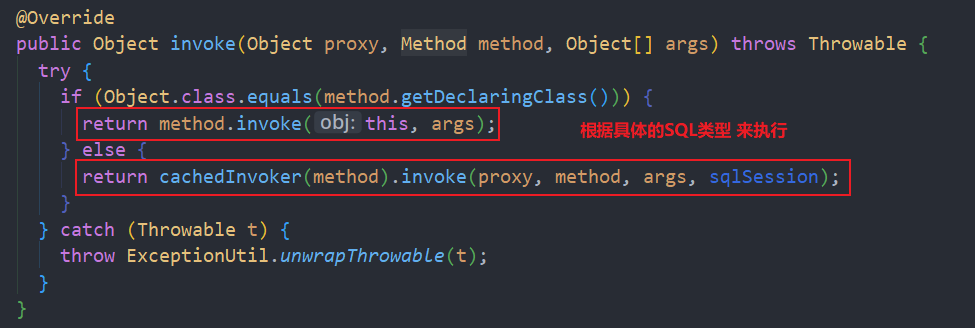 @Override
public Object invoke(Object proxy, Method method, Object[] args) throws Throwable {
try {
if (Object.class.equals(method.getDeclaringClass())) {
return method.invoke( obj: this, args);
根据具体的SQL类型 来执行
} else {
return cachedInvoker(method).invoke(proxy, method, args, sqlSession);
}
} catch (Throwable t) {
throw ExceptionUtil.unwrapThrowable(t);
}
}